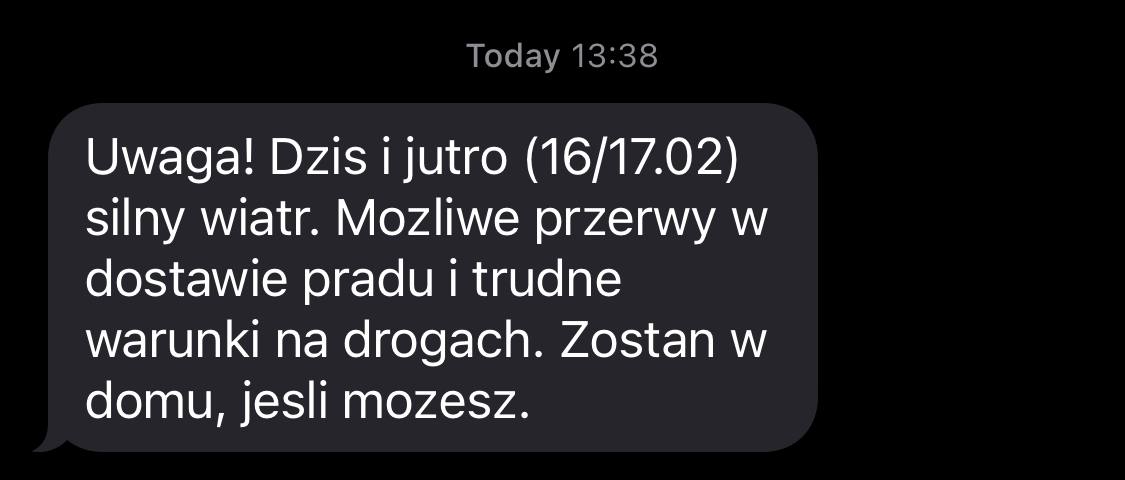 Today 13:38
Uwaga! Dzis i jutro (16/17.02)
silny wiatr. Mozliwe przerwy w
dostawie pradu i trudne
warunki na drogach. Zostan w
domu, jesli mozesz.